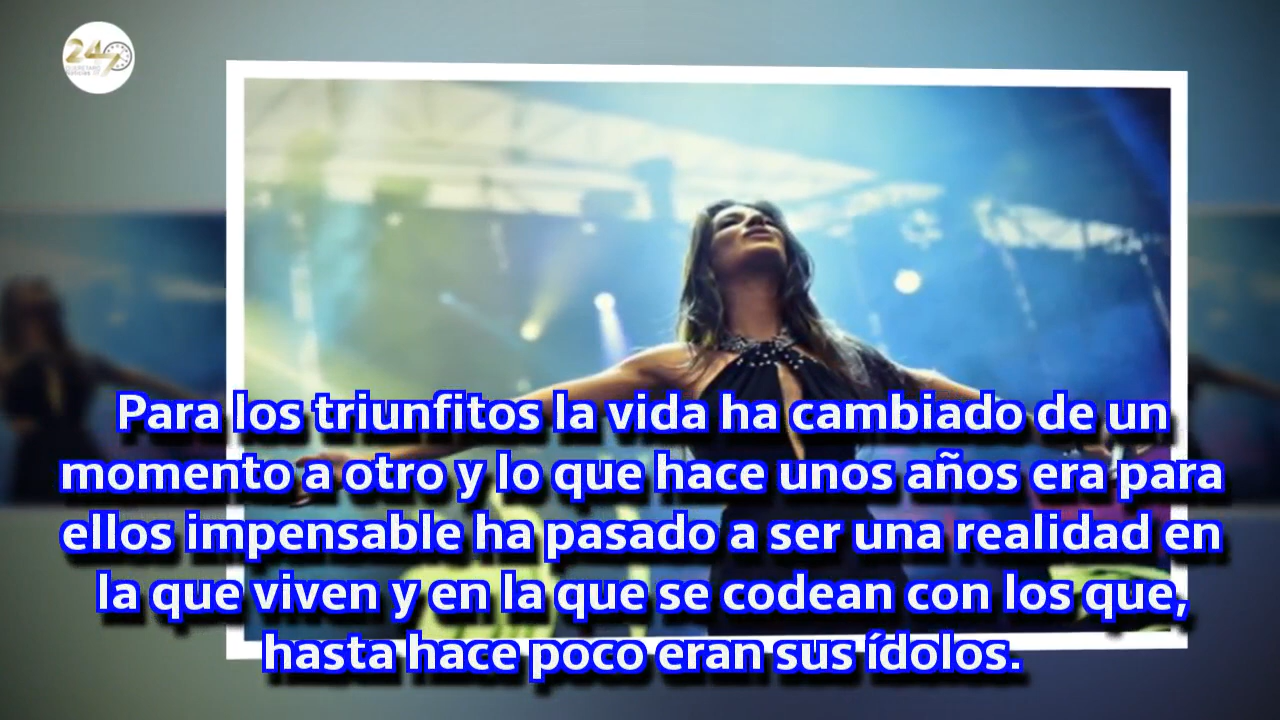 24/7
Para los triunfitos la vida ha cambiado de un
momento a otro y lo que hace unos años era para
ellos impensable ha pasado a ser una realidad en
la que viven y en la que se codean con los que,
hasta hace poco eran sus ídolos.